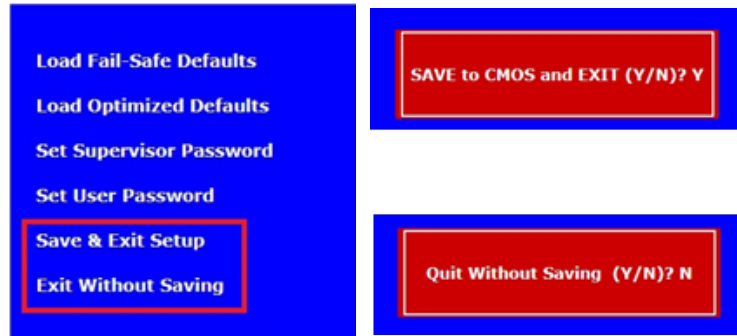 Load Fail-Safe Defaults
Load Optimized Defaults
Set Supervisor Password
Set User Password
Save & Exit Setup
Exit Without Saving
SAVE to CMOS and EXIT (Y/N)? Y
Quit Without Saving (Y/N)? N